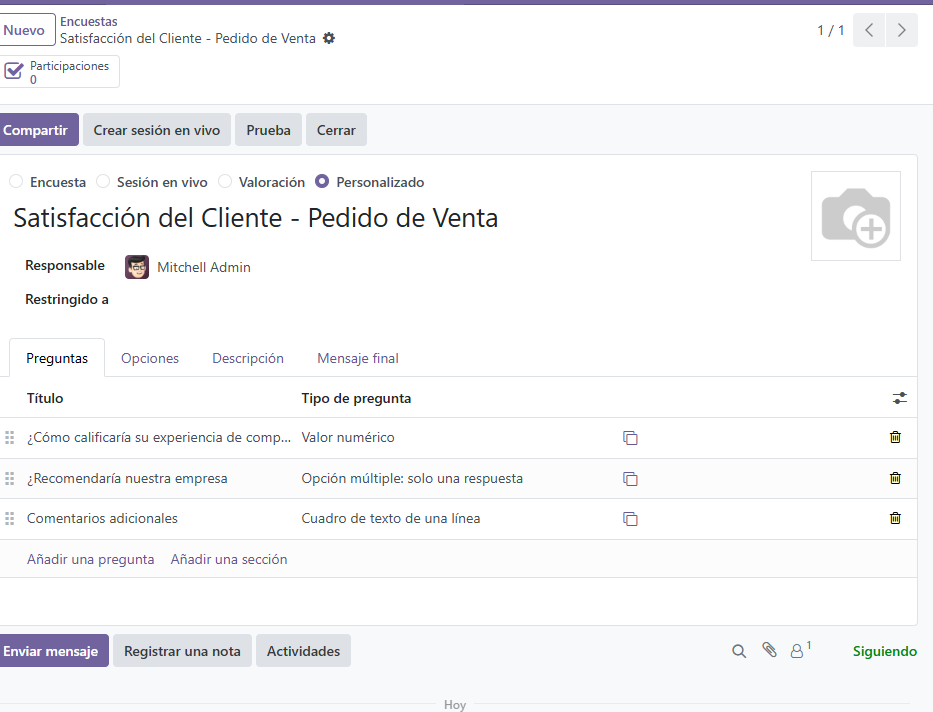 Nuevo
Encuestas
Satisfacción del Cliente - Pedido de Venta
1 / 1
Participaciones
0
Compartir
Crear sesión en vivo
Prueba
Cerrar
Encuesta
Sesión en vivo
Valoración
Personalizado
Satisfacción del Cliente - Pedido de Venta
Responsable
Mitchell Admin
Restringido a
Preguntas
Opciones
Descripción
Mensaje final
Título
Tipo de pregunta
¿Cómo calificaría su experiencia de comp...
Valor numérico
¿Recomendaría nuestra empresa
Opción múltiple: solo una respuesta
Comentarios adicionales
Cuadro de texto de una línea
Añadir una pregunta
Añadir una sección
Enviar mensaje
Registrar una nota
Actividades
1
Siguiendo
Hoy